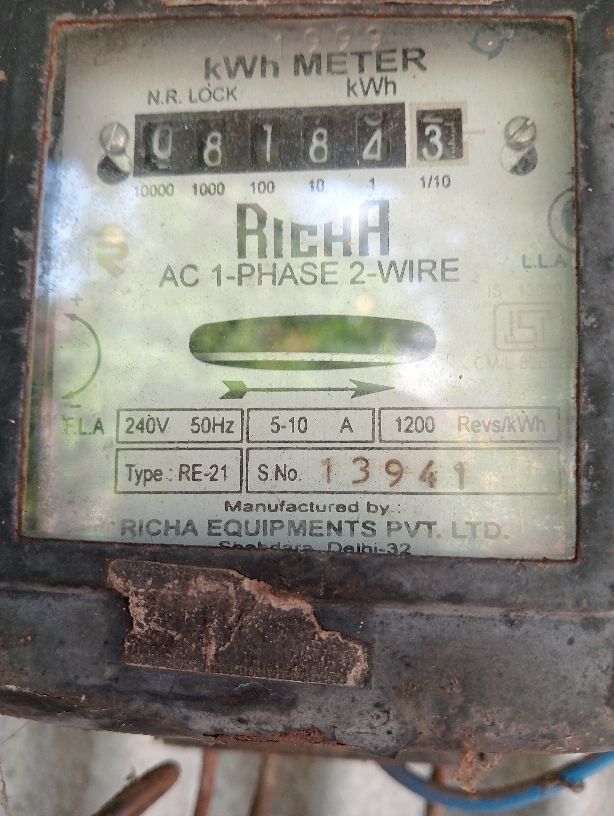 1993
kWh METER
N.R. LOCK kWh
0 8 1 8 4 3
10000 1000 100 10 1 1/10
RICHA
L.L.A
AC 1-PHASE 2-WIRE
F.L.A 240V 50Hz 5-10 A 1200 Revs/kWh
Type : RE-21 S.No. 13941
Manufactured by :
RICHA EQUIPMENTS PVT. LTD.
Shahdara, Delhi-32